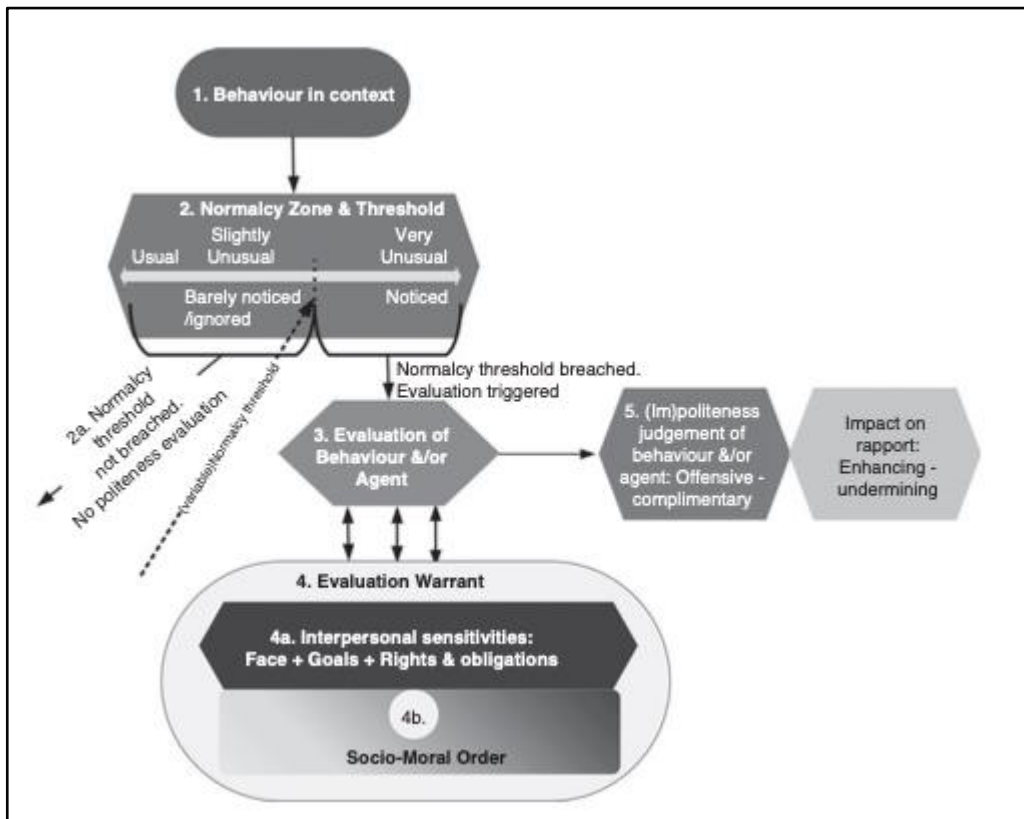 1. Behaviour in context
2. Normalcy Zone & Threshold
Slightly
Unusual
Very
Unusual
Usual
Barely noticed
/ignored
Noticed
2a. Normalcy
threshold
not breached.
No politeness evaluation
(variable)Normalcy threshold
Normalcy threshold breached.
Evaluation triggered
3. Evaluation of
Behaviour &/or
Agent
5. (Im)politeness
judgement of
behaviour &/or
agent: Offensive -
complimentary
Impact on
rapport:
Enhancing -
undermining
4. Evaluation Warrant
4a. Interpersonal sensitivities:
Face + Goals + Rights & obligations
4b.
Socio-Moral Order